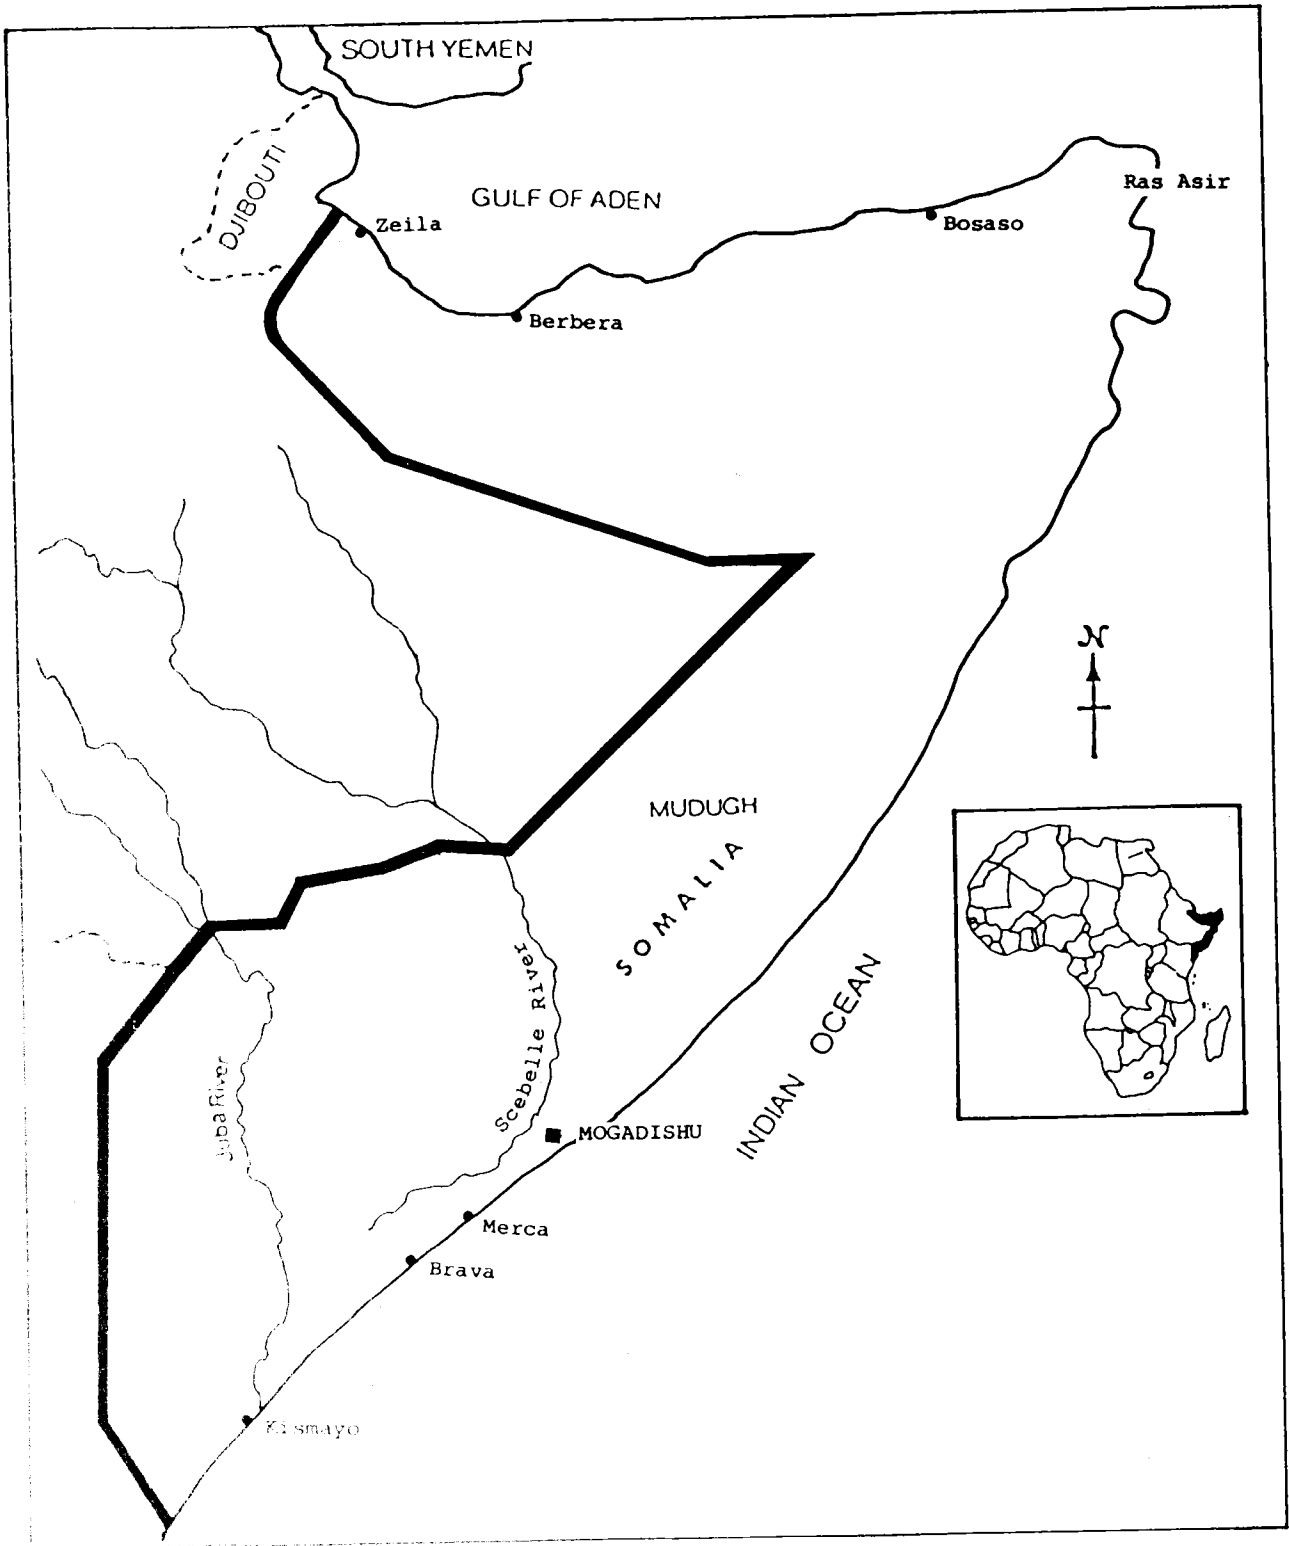 SOUTH YEMEN
DJIBOUTI
GULF OF ADEN
Ras Asir
Zeila
Bosaso
Berbera
N
MUDUGH
SOMALIA
Scebelle River
INDIAN OCEAN
Juba River
MOGADISHU
Merca
Brava
Kismayo